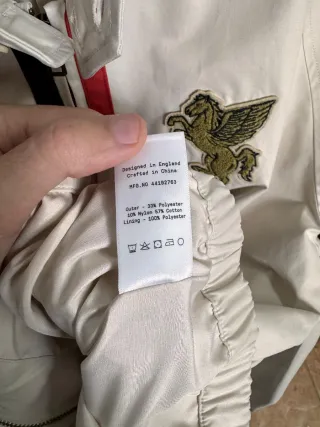 Designed in England
Crafted in China
MFG.NO 44192763
Outer - 33% Polyester
10% Nylon 57% Cotton
Lining - 100% Polyester